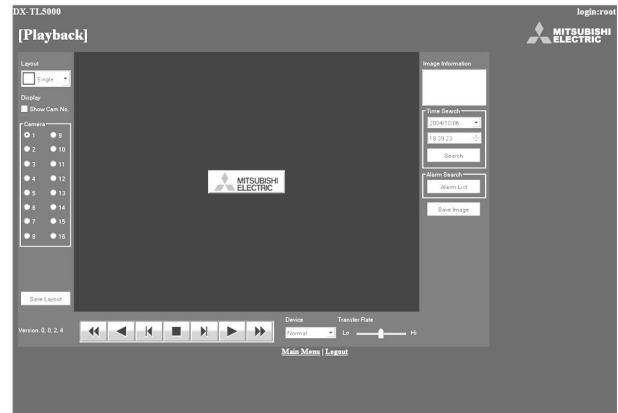 DX-TL5000
login:root
[Playback]
MITSUBISHI
ELECTRIC
Layout
Single
Display
Show Cam No.
Camera
1 9
2 10
3 11
4 12
5 13
6 14
7 15
8 16
Save Layout
MITSUBISHI
ELECTRIC
Image Information
Time Search
2004/10/06
18:39:23
Search
Alarm Search
Alarm List
Save Image
Version. 0, 0, 2, 4
Device
Normal
Transfer Rate
Lo Hi
Main Menu | Logout